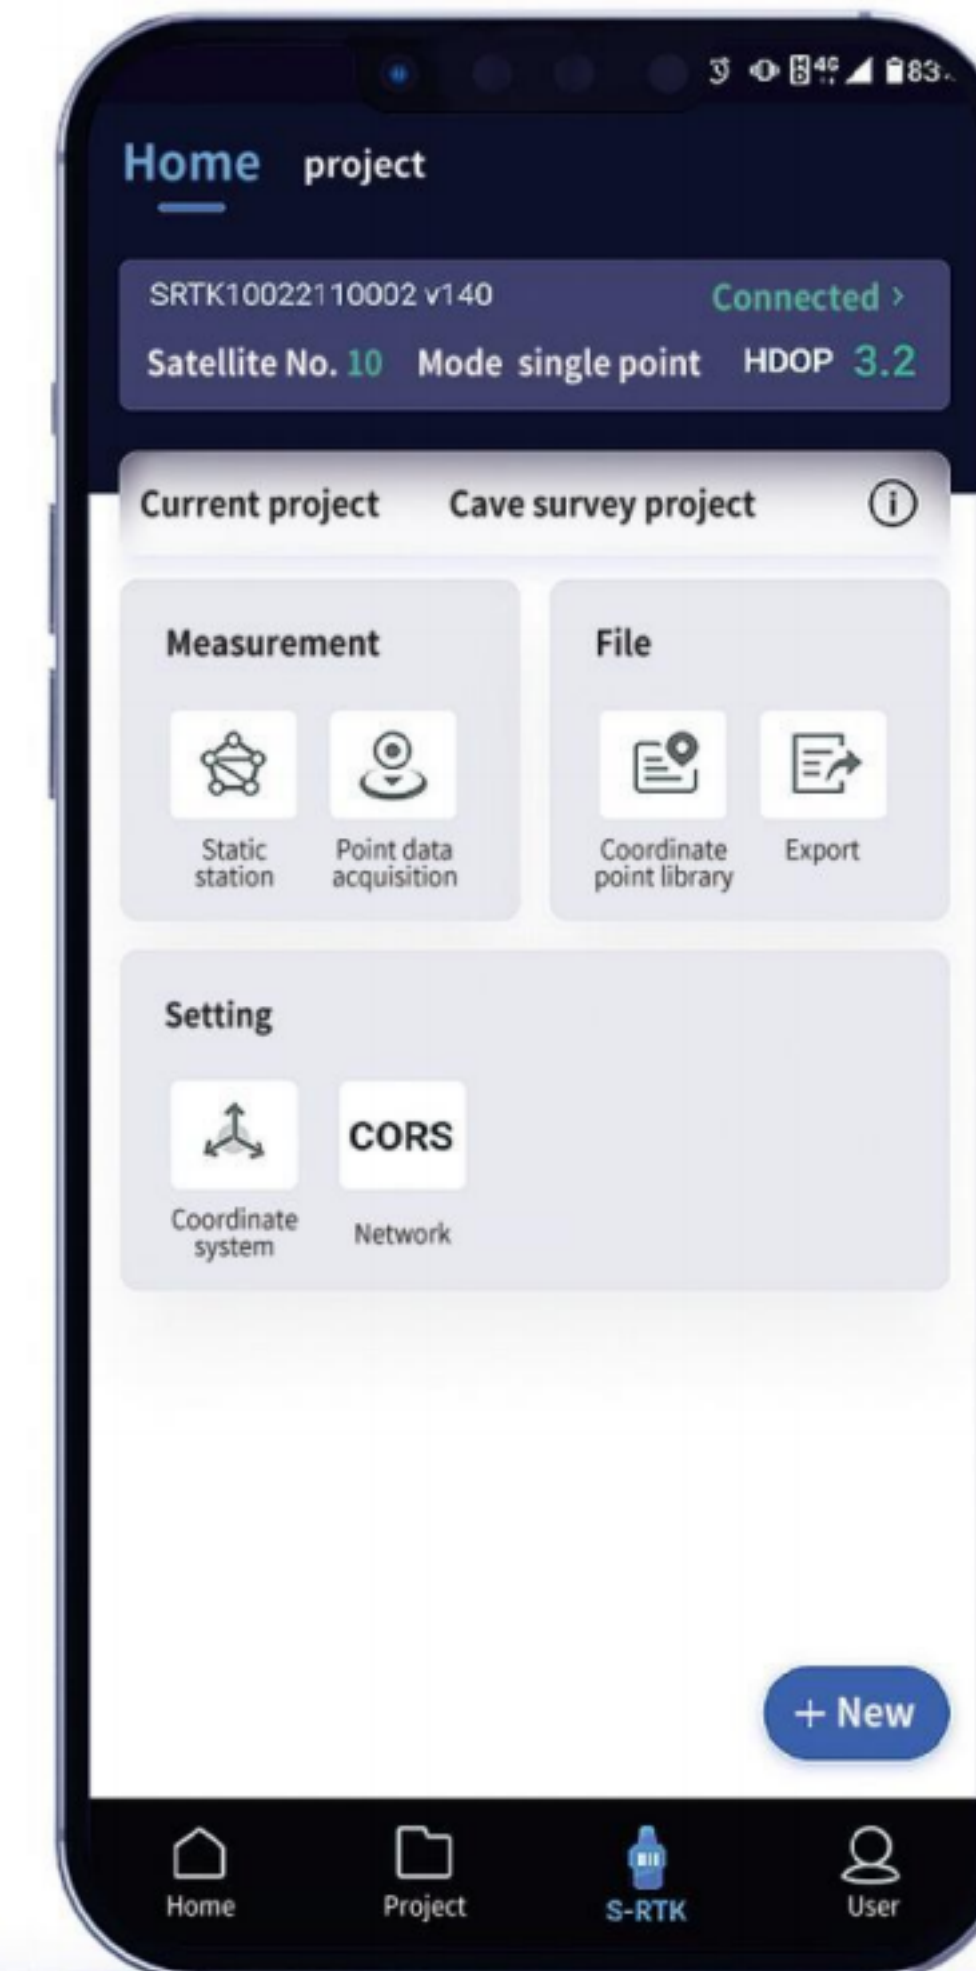 4G 83
Home project
SRTK10022110002 v140 Connected >
Satellite No. 10 Mode single point HDOP 3.2
Current project Cave survey project i
Measurement File
Static
station
Point data
acquisition
Coordinate
point library
Export
Setting
CORS
Coordinate
system
Network
+ New
Home Project S-RTK User